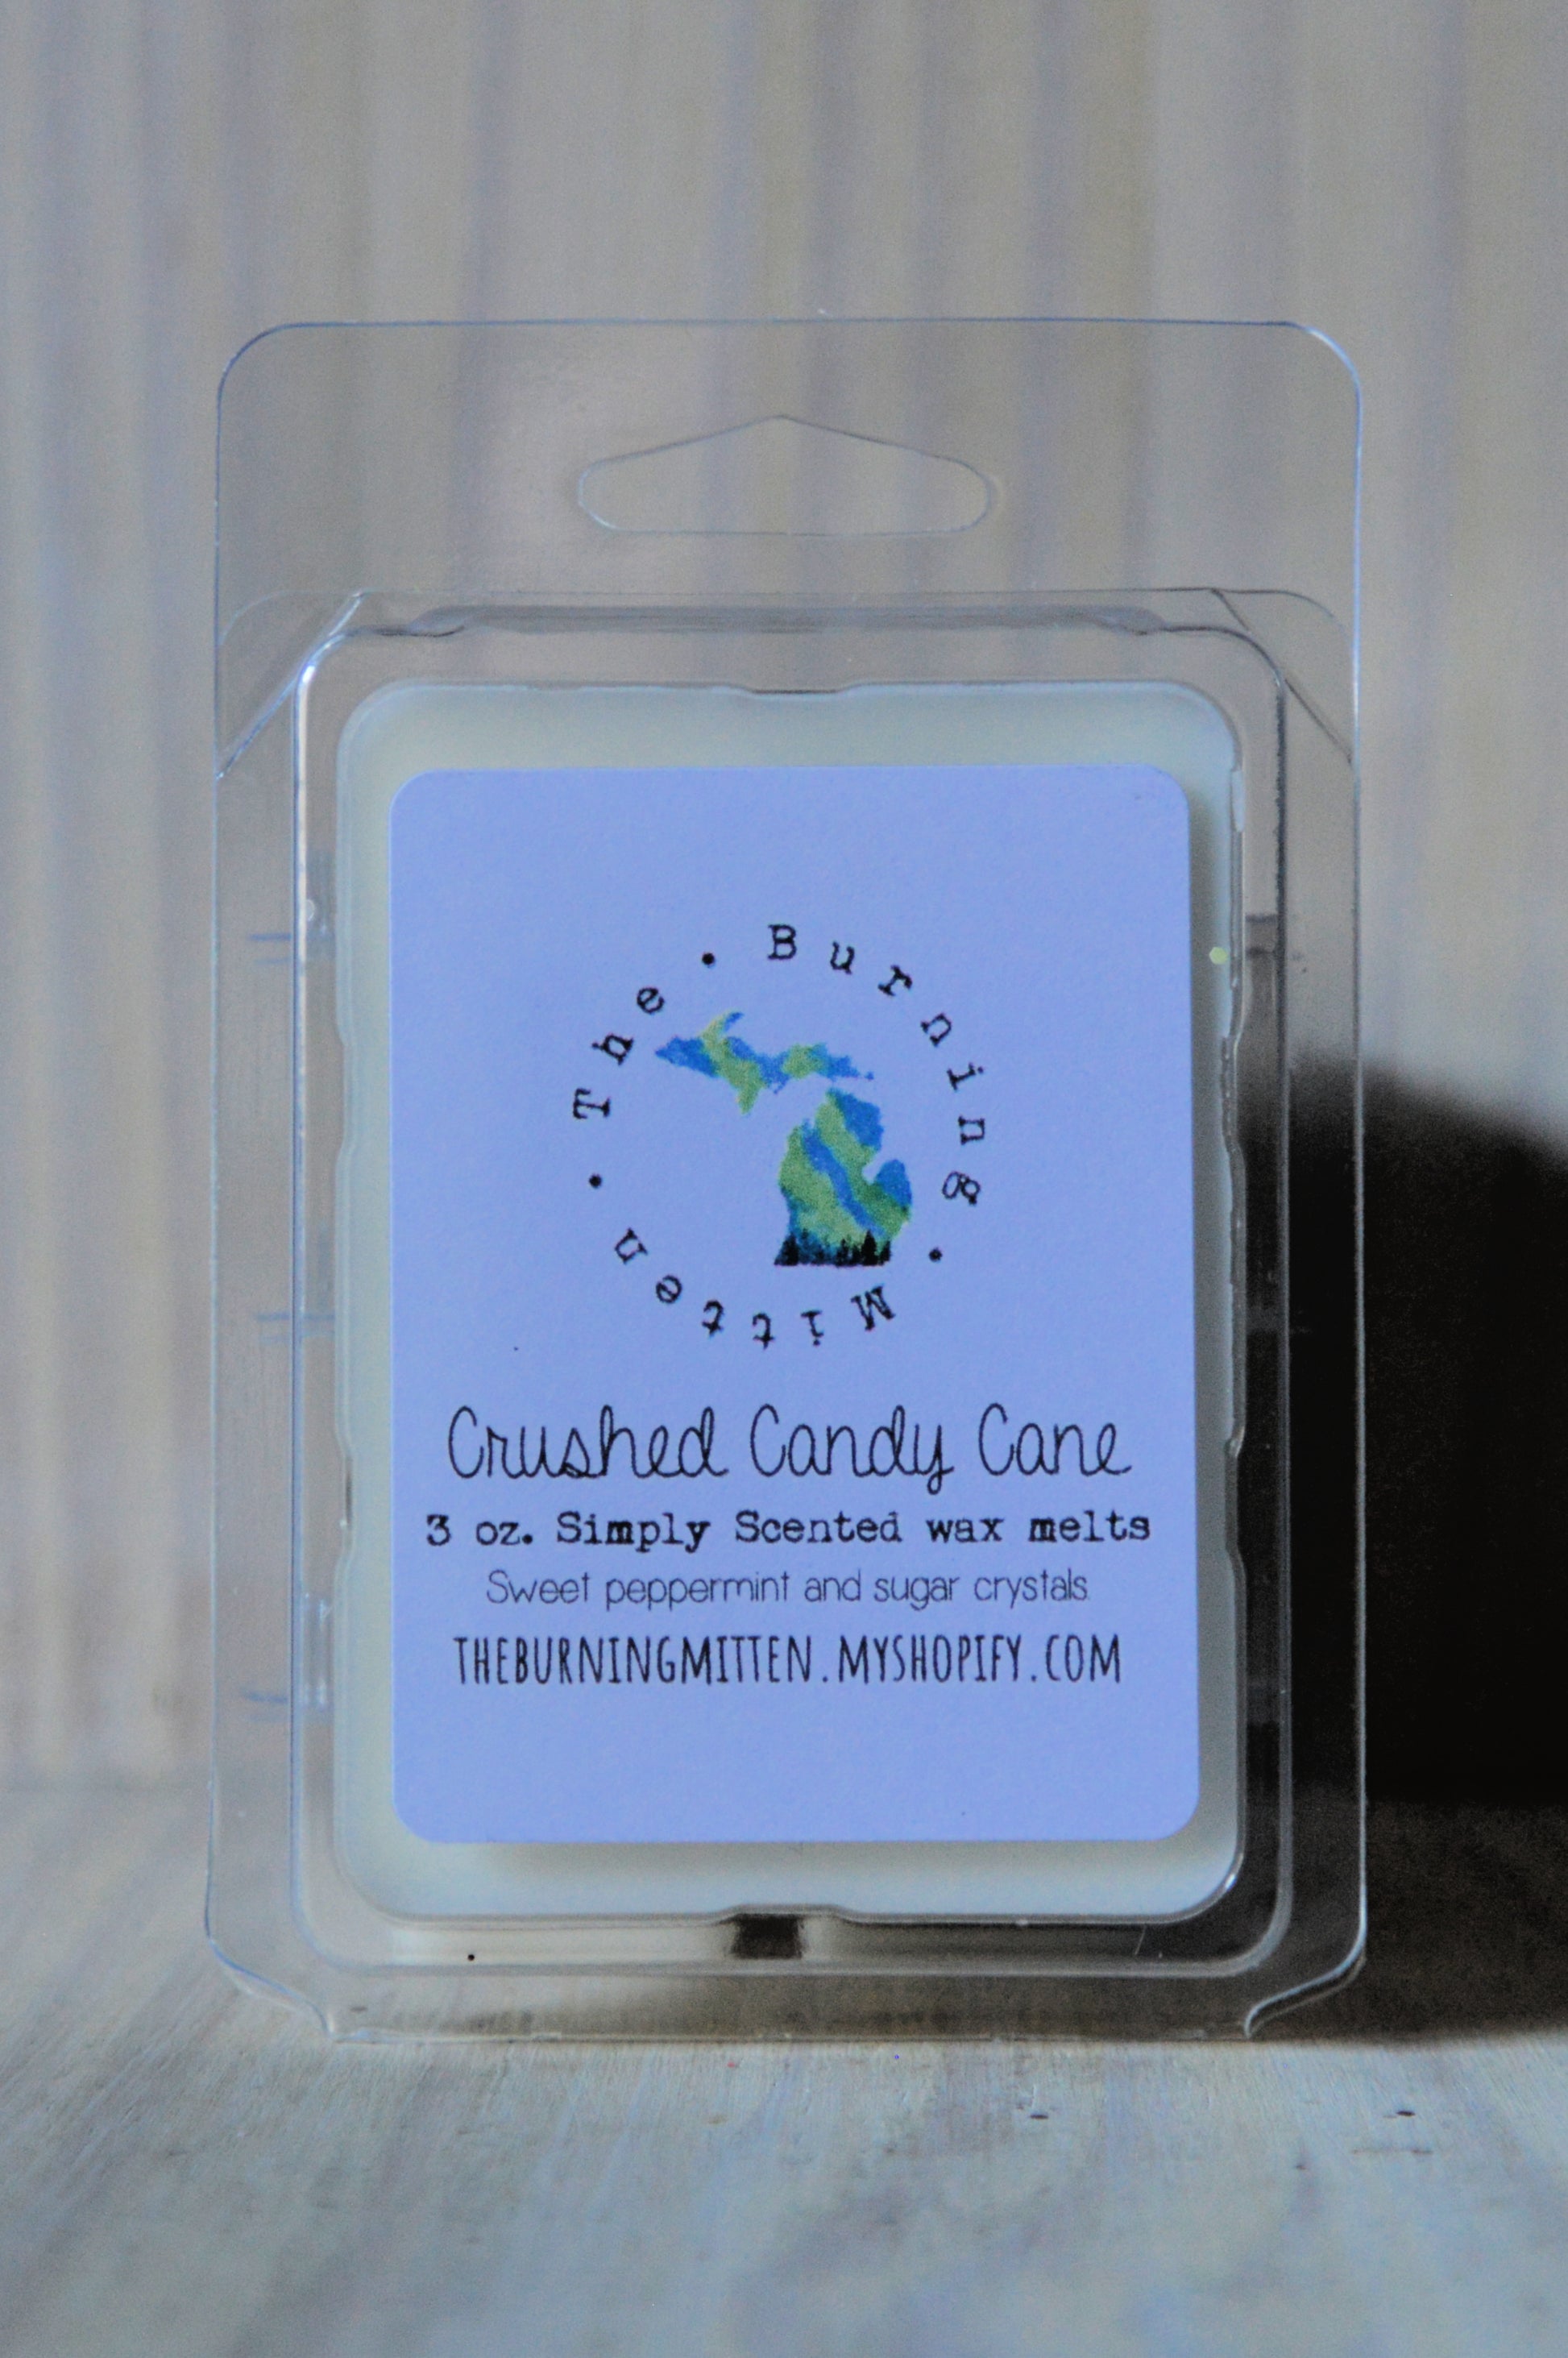 The • Burning • Mitten •
Crushed Candy Cane
3 oz. Simply Scented wax melts
Sweet peppermint and sugar crystals
THEBURNINGMITTEN.MYSHOPIFY.COM